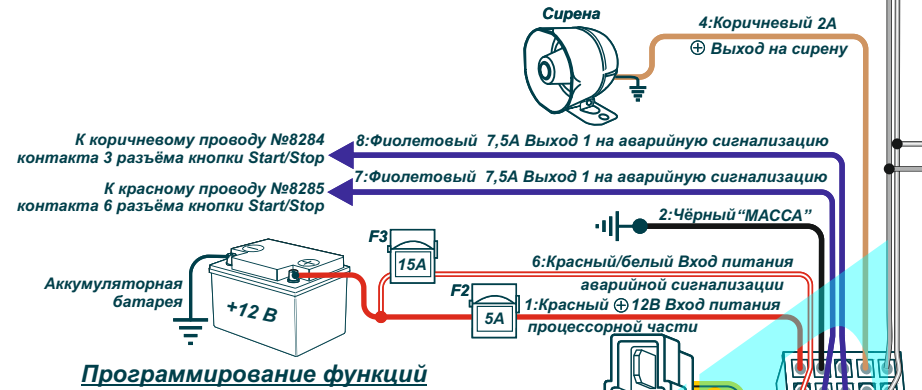 Сирена
4:Коричневый 2А
⊕ Выход на сирену
К коричневому проводу №8284
контакта 3 разъёма кнопки Start/Stop
8:Фиолетовый 7,5А Выход 1 на аварийную сигнализацию
К красному проводу №8285
контакта 6 разъёма кнопки Start/Stop
7:Фиолетовый 7,5А Выход 1 на аварийную сигнализацию
2:Чёрный“МАССА”
F3
15А
6:Красный/белый Вход питания
аварийной сигнализации
Аккумуляторная
батарея
+12 В
F2
5А
1:Красный ⊕ 12В Вход питания
процессорной части
Программирование функций